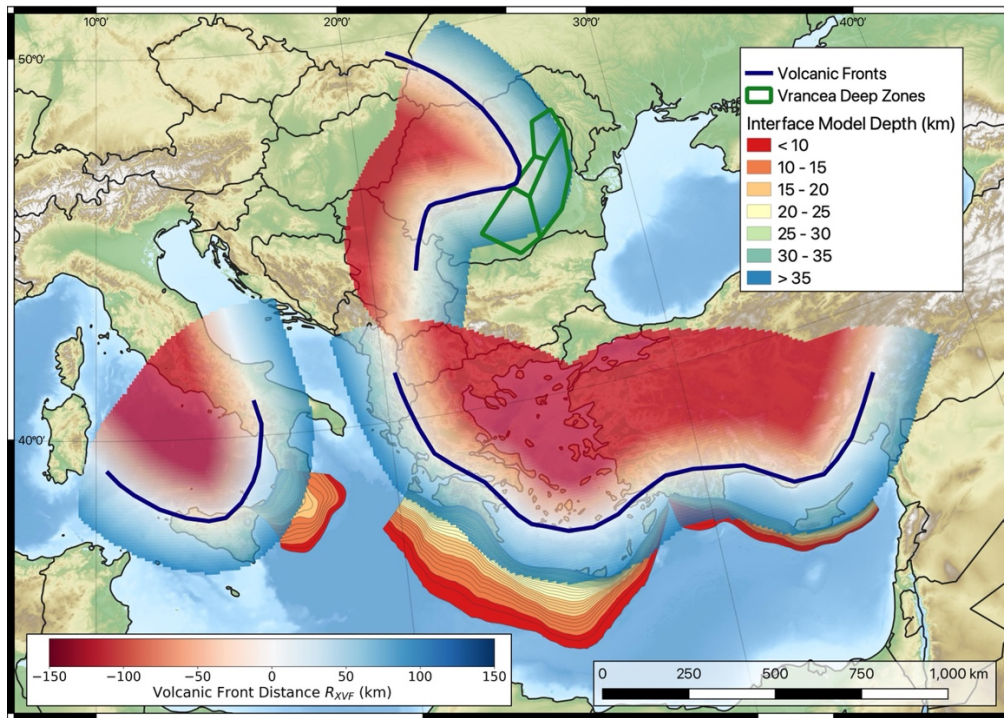 10°0'
20°0'
30°0'
40°0'
50°0'
40°0'
Volcanic Fronts
Vrancea Deep Zones
Interface Model Depth (km)
< 10
10 - 15
15 - 20
20 - 25
25 - 30
30 - 35
> 35
−150 −100 −50 0 50 100 150
Volcanic Front Distance R_XVF (km)
0 250 500 750 1,000 km